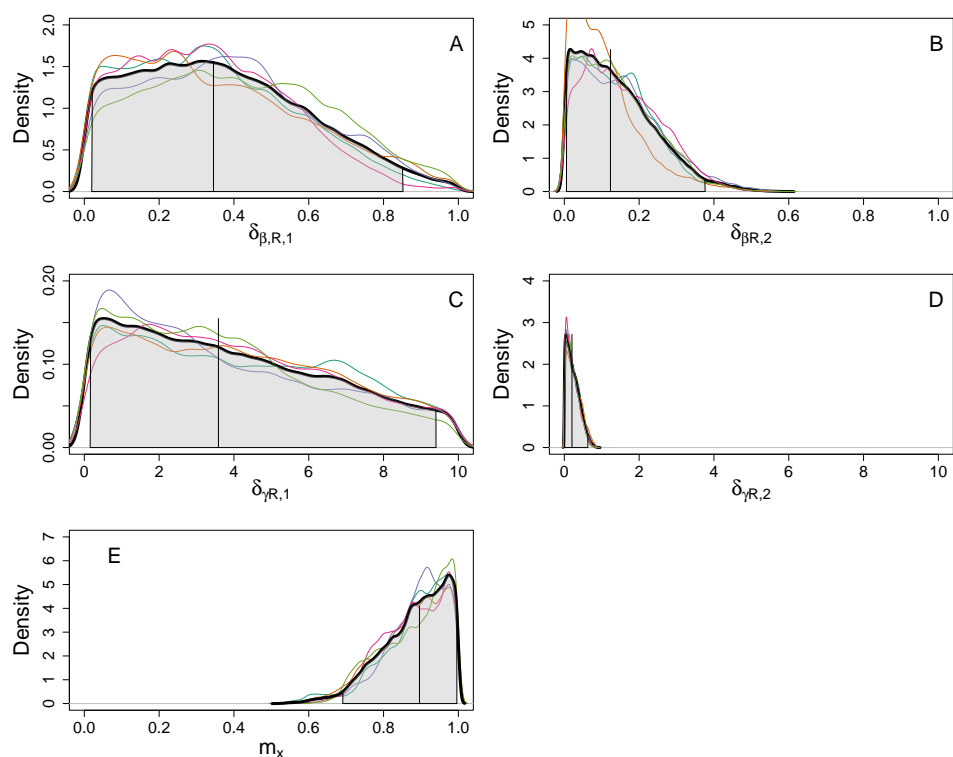 A
Density
0.0 0.5 1.0 1.5 2.0
0.0 0.2 0.4 0.6 0.8 1.0
δβ,R,1
B
Density
0 1 2 3 4 5
0.0 0.2 0.4 0.6 0.8 1.0
δβR,2
C
Density
0.00 0.10 0.20
0 2 4 6 8 10
δγR,1
D
Density
0 1 2 3 4
0 2 4 6 8 10
δγR,2
E
Density
0 1 2 3 4 5 6 7
0.0 0.2 0.4 0.6 0.8 1.0
mx